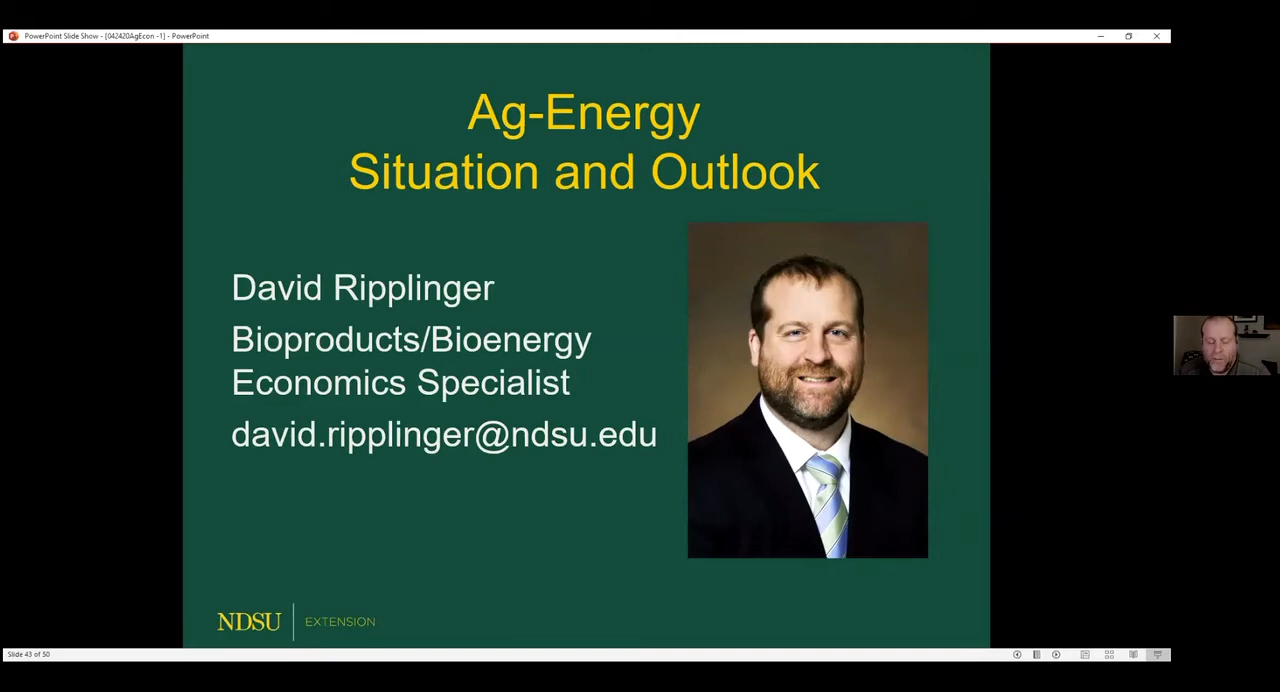 PowerPoint Slide Show - [042420AgEcon -1] - PowerPoint
Ag-Energy
Situation and Outlook
David Ripplinger
Bioproducts/Bioenergy
Economics Specialist
david.ripplinger@ndsu.edu
NDSU EXTENSION
Slide 43 of 50